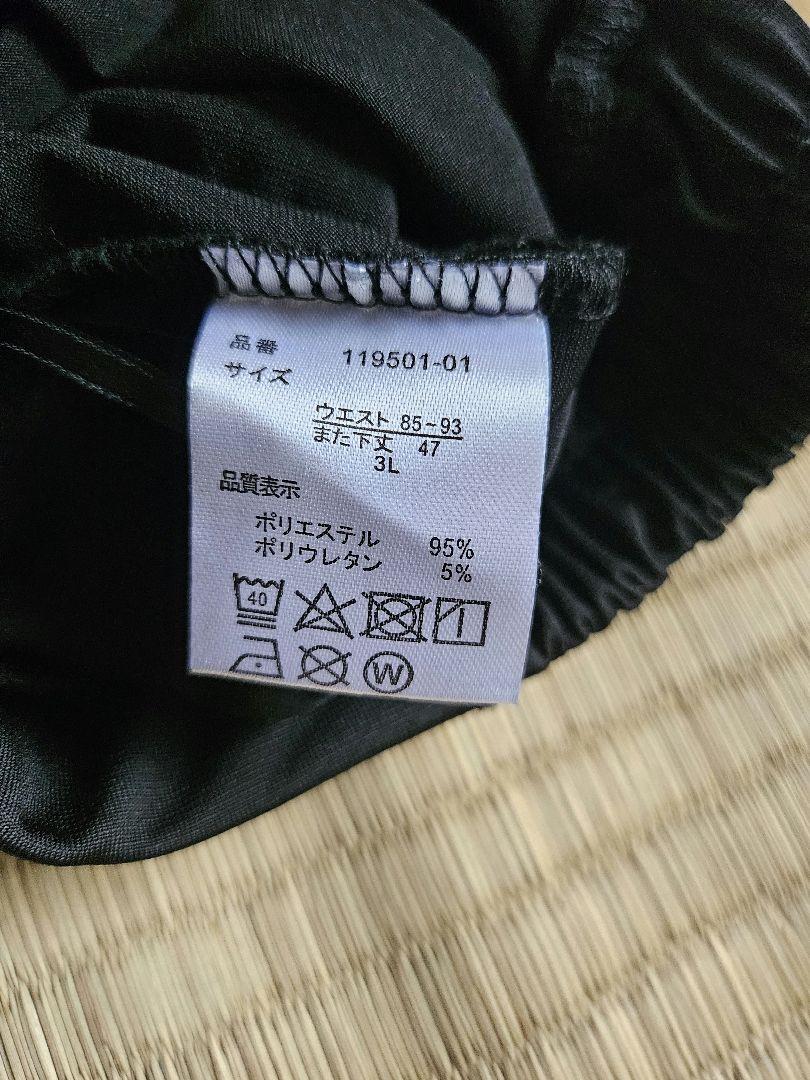 品番 119501-01
サイズ
ウエスト 85~93
また下丈 47
3L
品質表示
ポリエステル 95%
ポリウレタン 5%
40
W